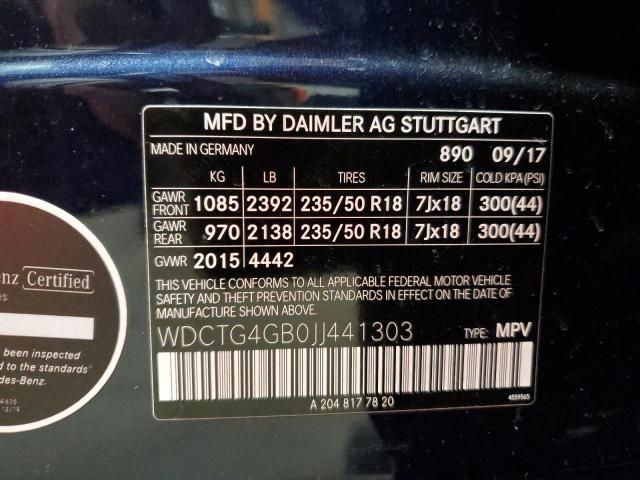 MFD BY DAIMLER AG STUTTGART
MADE IN GERMANY 890 09/17
KG LB TIRES RIM SIZE COLD KPA(PSI)
GAWR FRONT 1085 2392 235/50 R18 7Jx18 300(44)
GAWR REAR 970 2138 235/50 R18 7Jx18 300(44)
GVWR 2015 4442
THIS VEHICLE CONFORMS TO ALL APPLICABLE FEDERAL MOTOR VEHICLE
SAFETY AND THEFT PREVENTION STANDARDS IN EFFECT ON THE DATE OF
MANUFACTURE SHOWN ABOVE.
WDCTG4GB0JJ441303 TYPE: MPV
A 204 817 78 20 4559565
enz Certified
es
been inspected
d to the standards
des-Benz.
12/19